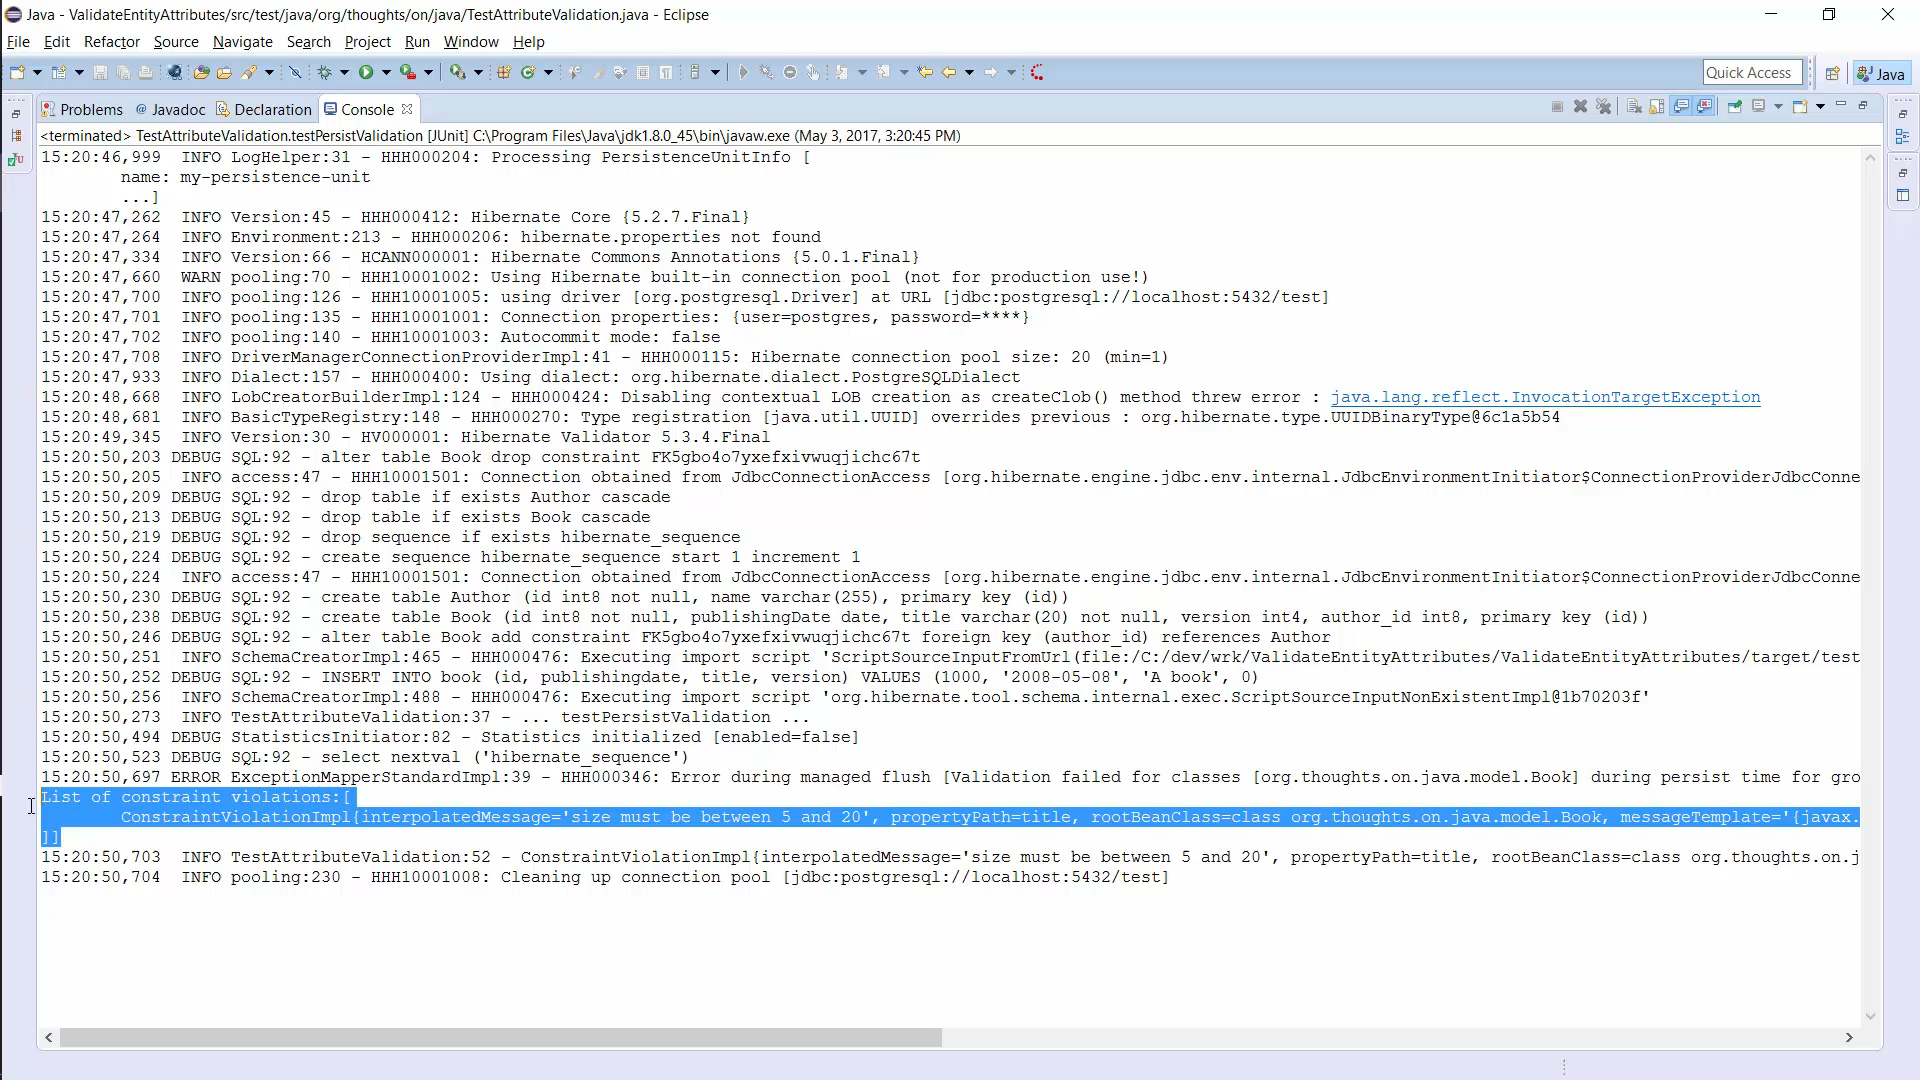 Java - ValidateEntityAttributes/src/test/java/org/thoughts/on/java/TestAttributeValidation.java - Eclipse
File Edit Refactor Source Navigate Search Project Run Window Help
Quick Access
Java
Problems @ Javadoc Declaration Console
<terminated> TestAttributeValidation.testPersistValidation [JUnit] C:\Program Files\Java\jdk1.8.0_45\bin\javaw.exe (May 3, 2017, 3:20:45 PM)
15:20:46,999  INFO LogHelper:31 - HHH000204: Processing PersistenceUnitInfo [
name: my-persistence-unit
...]
15:20:47,262  INFO Version:45 - HHH000412: Hibernate Core {5.2.7.Final}
15:20:47,264  INFO Environment:213 - HHH000206: hibernate.properties not found
15:20:47,334  INFO Version:66 - HCANN000001: Hibernate Commons Annotations {5.0.1.Final}
15:20:47,660  WARN pooling:70 - HHH10001002: Using Hibernate built-in connection pool (not for production use!)
15:20:47,700  INFO pooling:126 - HHH10001005: using driver [org.postgresql.Driver] at URL [jdbc:postgresql://localhost:5432/test]
15:20:47,701  INFO pooling:135 - HHH10001001: Connection properties: {user=postgres, password=****}
15:20:47,702  INFO pooling:140 - HHH10001003: Autocommit mode: false
15:20:47,708  INFO DriverManagerConnectionProviderImpl:41 - HHH000115: Hibernate connection pool size: 20 (min=1)
15:20:47,933  INFO Dialect:157 - HHH000400: Using dialect: org.hibernate.dialect.PostgreSQLDialect
15:20:48,668  INFO LobCreatorBuilderImpl:124 - HHH000424: Disabling contextual LOB creation as createClob() method threw error : java.lang.reflect.InvocationTargetException
15:20:48,681  INFO BasicTypeRegistry:148 - HHH000270: Type registration [java.util.UUID] overrides previous : org.hibernate.type.UUIDBinaryType@6c1a5b54
15:20:49,345  INFO Version:30 - HV000001: Hibernate Validator 5.3.4.Final
15:20:50,203 DEBUG SQL:92 - alter table Book drop constraint FK5gbo4o7yxefxivwuqjichc67t
15:20:50,205  INFO access:47 - HHH10001501: Connection obtained from JdbcConnectionAccess [org.hibernate.engine.jdbc.env.internal.JdbcEnvironmentInitiator$ConnectionProviderJdbcConne
15:20:50,209 DEBUG SQL:92 - drop table if exists Author cascade
15:20:50,213 DEBUG SQL:92 - drop table if exists Book cascade
15:20:50,219 DEBUG SQL:92 - drop sequence if exists hibernate_sequence
15:20:50,224 DEBUG SQL:92 - create sequence hibernate_sequence start 1 increment 1
15:20:50,224  INFO access:47 - HHH10001501: Connection obtained from JdbcConnectionAccess [org.hibernate.engine.jdbc.env.internal.JdbcEnvironmentInitiator$ConnectionProviderJdbcConne
15:20:50,230 DEBUG SQL:92 - create table Author (id int8 not null, name varchar(255), primary key (id))
15:20:50,238 DEBUG SQL:92 - create table Book (id int8 not null, publishingDate date, title varchar(20) not null, version int4, author_id int8, primary key (id))
15:20:50,246 DEBUG SQL:92 - alter table Book add constraint FK5gbo4o7yxefxivwuqjichc67t foreign key (author_id) references Author
15:20:50,251  INFO SchemaCreatorImpl:465 - HHH000476: Executing import script 'ScriptSourceInputFromUrl(file:/C:/dev/wrk/ValidateEntityAttributes/ValidateEntityAttributes/target/test
15:20:50,252 DEBUG SQL:92 - INSERT INTO book (id, publishingdate, title, version) VALUES (1000, '2008-05-08', 'A book', 0)
15:20:50,256  INFO SchemaCreatorImpl:488 - HHH000476: Executing import script 'org.hibernate.tool.schema.internal.exec.ScriptSourceInputNonExistentImpl@1b70203f'
15:20:50,273  INFO TestAttributeValidation:37 - ... testPersistValidation ...
15:20:50,494 DEBUG StatisticsInitiator:82 - Statistics initialized [enabled=false]
15:20:50,523 DEBUG SQL:92 - select nextval ('hibernate_sequence')
15:20:50,697 ERROR ExceptionMapperStandardImpl:39 - HHH000346: Error during managed flush [Validation failed for classes [org.thoughts.on.java.model.Book] during persist time for gro
List of constraint violations:[
ConstraintViolationImpl{interpolatedMessage='size must be between 5 and 20', propertyPath=title, rootBeanClass=class org.thoughts.on.java.model.Book, messageTemplate='{javax.
]]
15:20:50,703  INFO TestAttributeValidation:52 - ConstraintViolationImpl{interpolatedMessage='size must be between 5 and 20', propertyPath=title, rootBeanClass=class org.thoughts.on.j
15:20:50,704  INFO pooling:230 - HHH10001008: Cleaning up connection pool [jdbc:postgresql://localhost:5432/test]